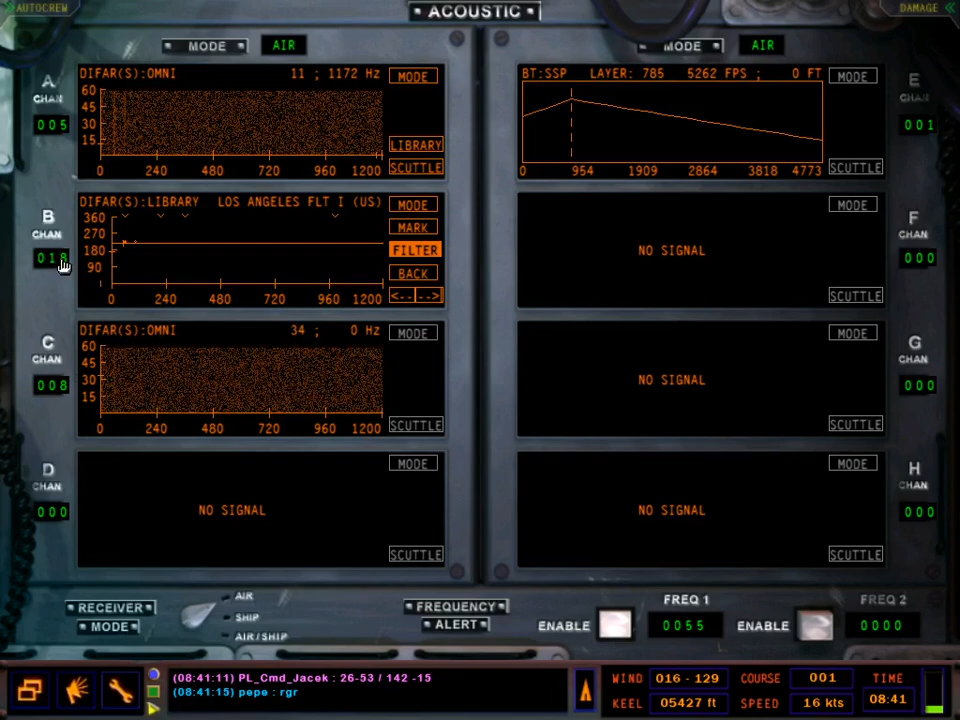 AUTOCREW
ACOUSTIC
DAMAGE
MODE
AIR
MODE
AIR
A
CHAN
005
DIFAR(S):OMNI 11 ; 1172 Hz
MODE
60
45
30
15
LIBRARY
SCUTTLE
0 240 480 720 960 1200
BT:SSP LAYER: 785 5262 FPS ; 0 FT
MODE
SCUTTLE
0 954 1909 2864 3818 4773
E
CHAN
001
B
CHAN
018
DIFAR(S):LIBRARY LOS ANGELES FLT I (US)
MODE
360
270
180
90
MARK
FILTER
BACK
<-- -->
0 240 480 720 960 1200
NO SIGNAL
MODE
SCUTTLE
F
CHAN
000
C
CHAN
008
DIFAR(S):OMNI 34 ; 0 Hz
MODE
60
45
30
15
SCUTTLE
0 240 480 720 960 1200
NO SIGNAL
MODE
SCUTTLE
G
CHAN
000
D
CHAN
000
NO SIGNAL
MODE
SCUTTLE
NO SIGNAL
MODE
SCUTTLE
H
CHAN
000
RECEIVER
MODE
AIR
SHIP
AIR/SHIP
FREQUENCY
ALERT
ENABLE
FREQ 1
0055
ENABLE
FREQ 2
0000
(08:41:11) PL_Cmd_Jacek : 26-53 / 142 -15
(08:41:15) pepe : rgr
WIND 016 - 129 COURSE 001 TIME
KEEL 05427 ft SPEED 16 kts 08:41